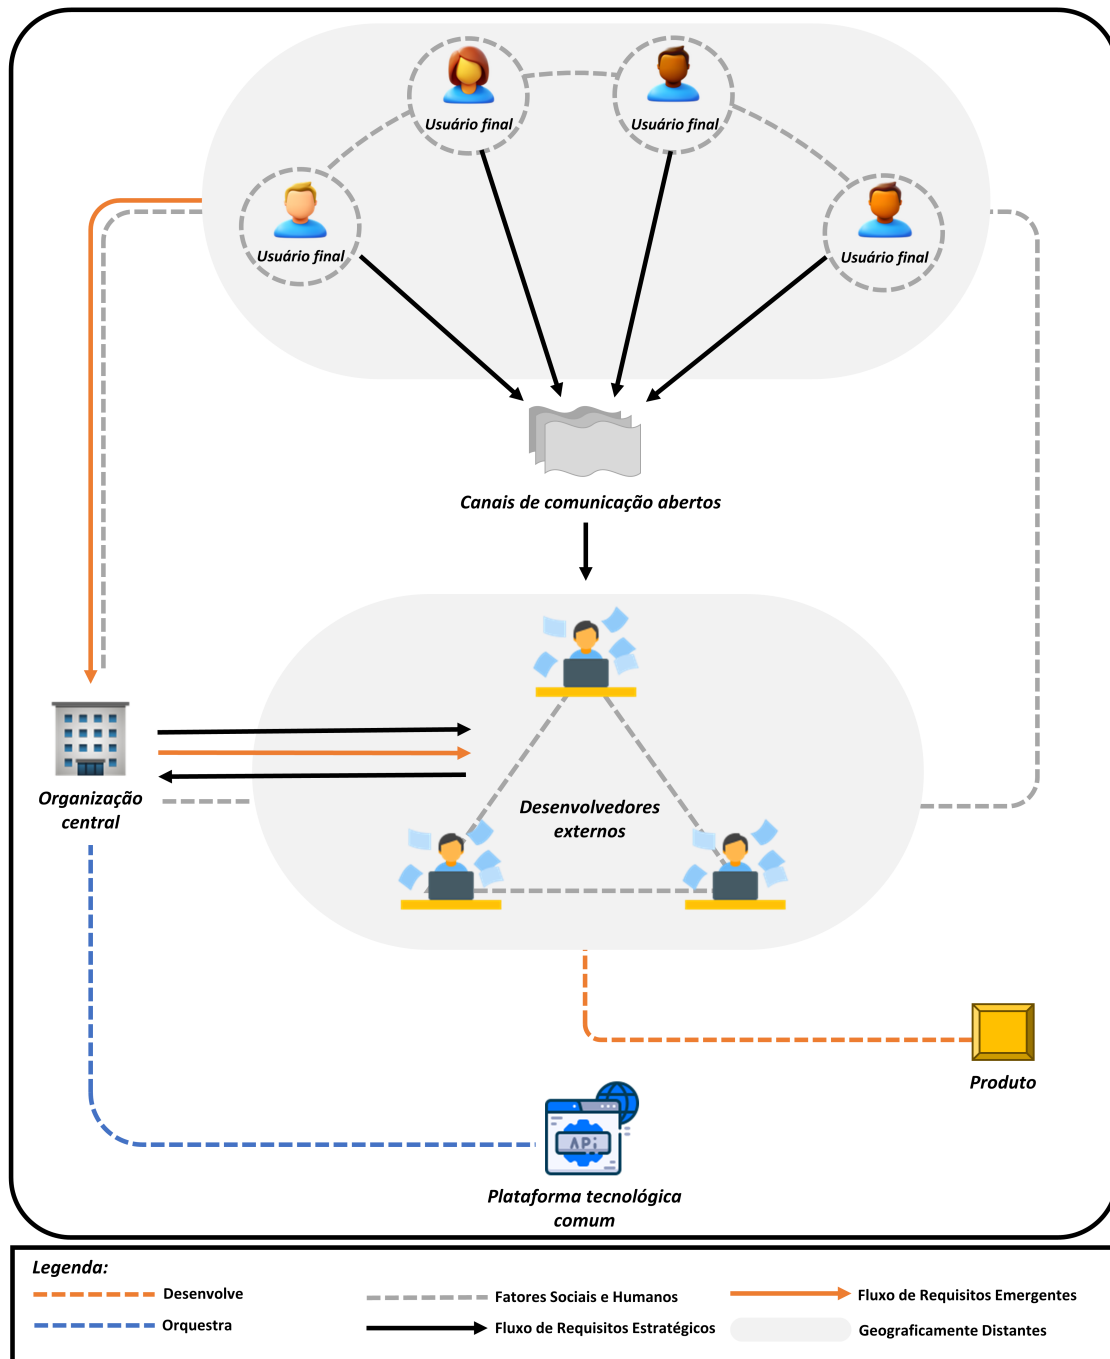 Usuário final
Usuário final
Usuário final
Usuário final
Canais de comunicação abertos
Organização
central
Desenvolvedores
externos
Produto
APi
Plataforma tecnológica
comum
Legenda:
Desenvolve
Fatores Sociais e Humanos
Fluxo de Requisitos Emergentes
Orquestra
Fluxo de Requisitos Estratégicos
Geograficamente Distantes